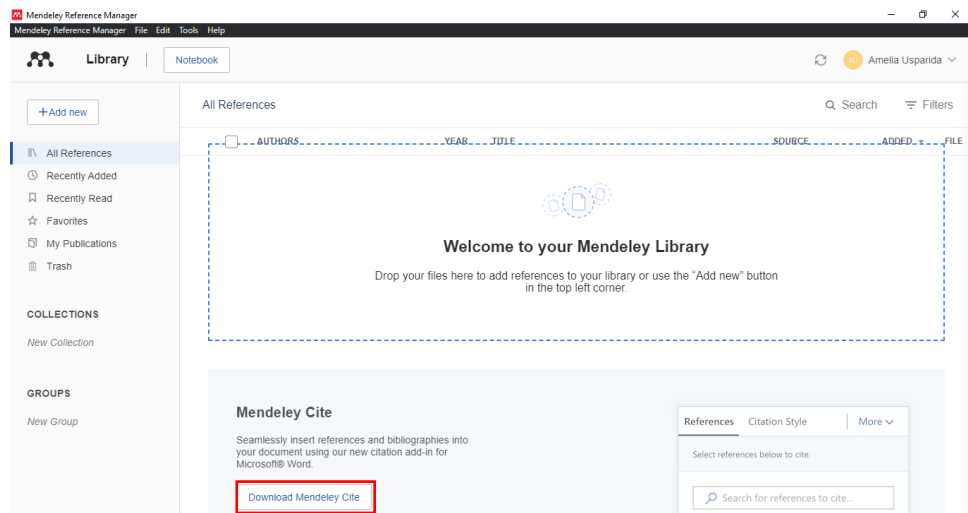 Mendeley Reference Manager
Mendeley Reference Manager File Edit Tools Help
Library
Notebook
Amelia Usparida
+Add new
All References
Search
Filters
AUTHORS YEAR TITLE SOURCE ADDED FILE
All References
Recently Added
Recently Read
Favorites
My Publications
Trash
COLLECTIONS
New Collection
GROUPS
New Group
Welcome to your Mendeley Library
Drop your files here to add references to your library or use the “Add new” button
in the top left corner.
Mendeley Cite
Seamlessly insert references and bibliographies into
your document using our new citation add-in for
Microsoft® Word.
Download Mendeley Cite
References Citation Style More
Select references below to cite.
Search for references to cite...